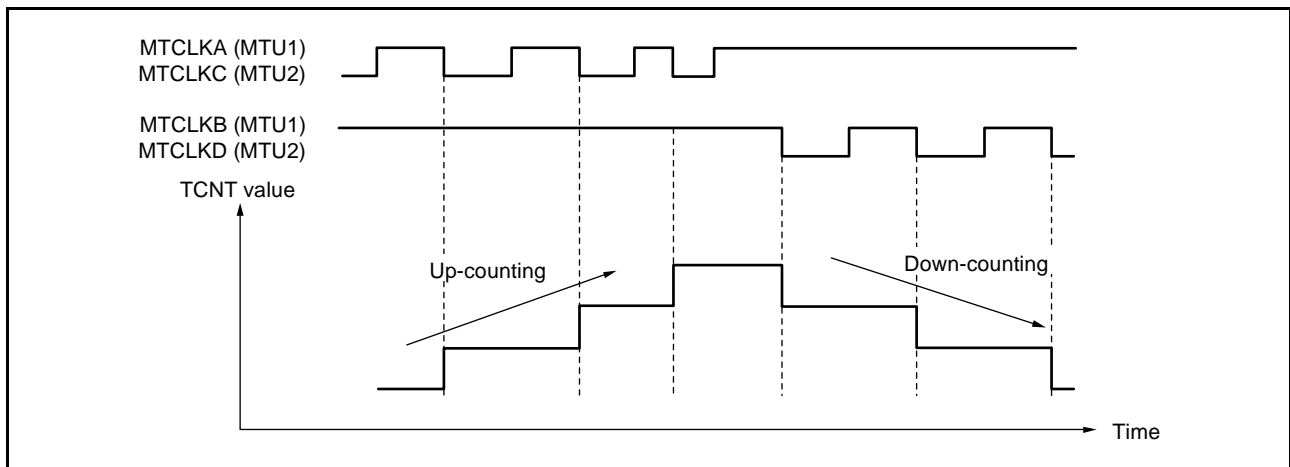 MTCLKA (MTU1)
MTCLKC (MTU2)
MTCLKB (MTU1)
MTCLKD (MTU2)
TCNT value
Up-counting
Down-counting
Time